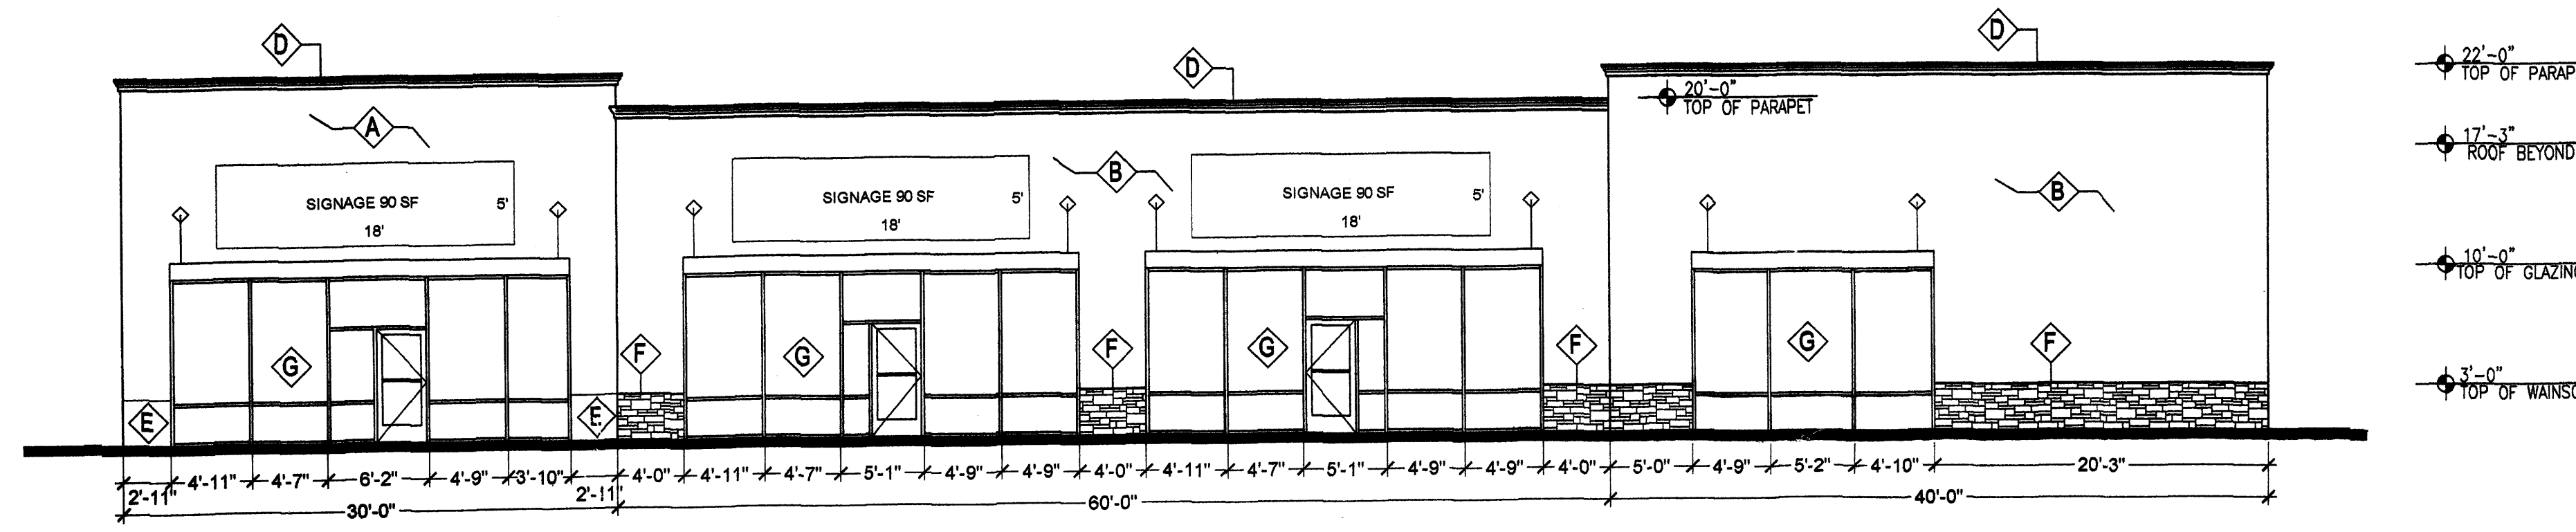 D
D
D
22'-0"
TOP OF PARAP
20'-0"
TOP OF PARAPET
A
17'-3"
ROOF BEYOND
B
B
SIGNAGE 90 SF
5'
18'
SIGNAGE 90 SF
5'
18'
SIGNAGE 90 SF
5'
18'
10'-0"
TOP OF GLAZING
G
G
G
G
F
F
F
F
3'-0"
TOP OF WAINSC
E
E
2'-11" 4'-11" 4'-7" 6'-2" 4'-9" 3'-10" 2'-11" 4'-0" 4'-11" 4'-7" 5'-1" 4'-9" 4'-9" 4'-0" 4'-11" 4'-7" 5'-1" 4'-9" 4'-9" 4'-0" 5'-0" 4'-9" 5'-2" 4'-10" 20'-3"
30'-0" 60'-0" 40'-0"